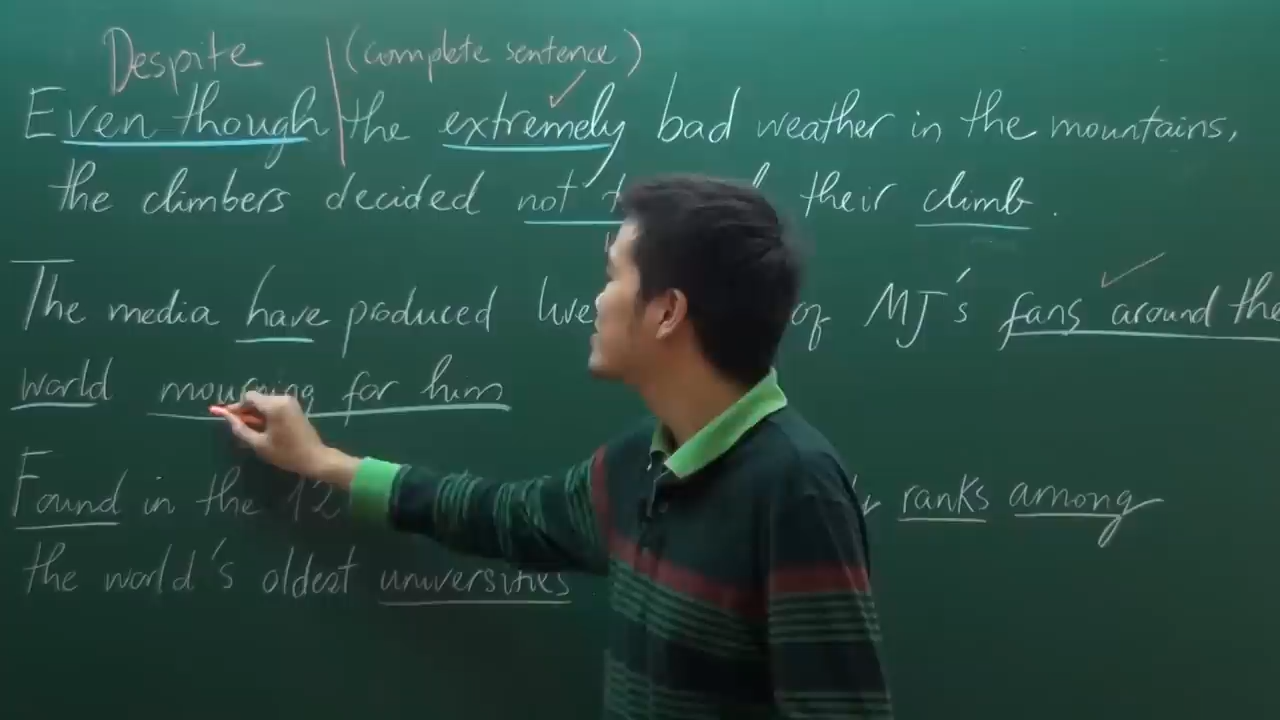 Despite (complete sentence)
Even though the extremely bad weather in the mountains,
the climbers decided not their climb.
The media have produced live of MJ's fans around the
world mourning for him
Found in the 12 ranks among
the world's oldest universities